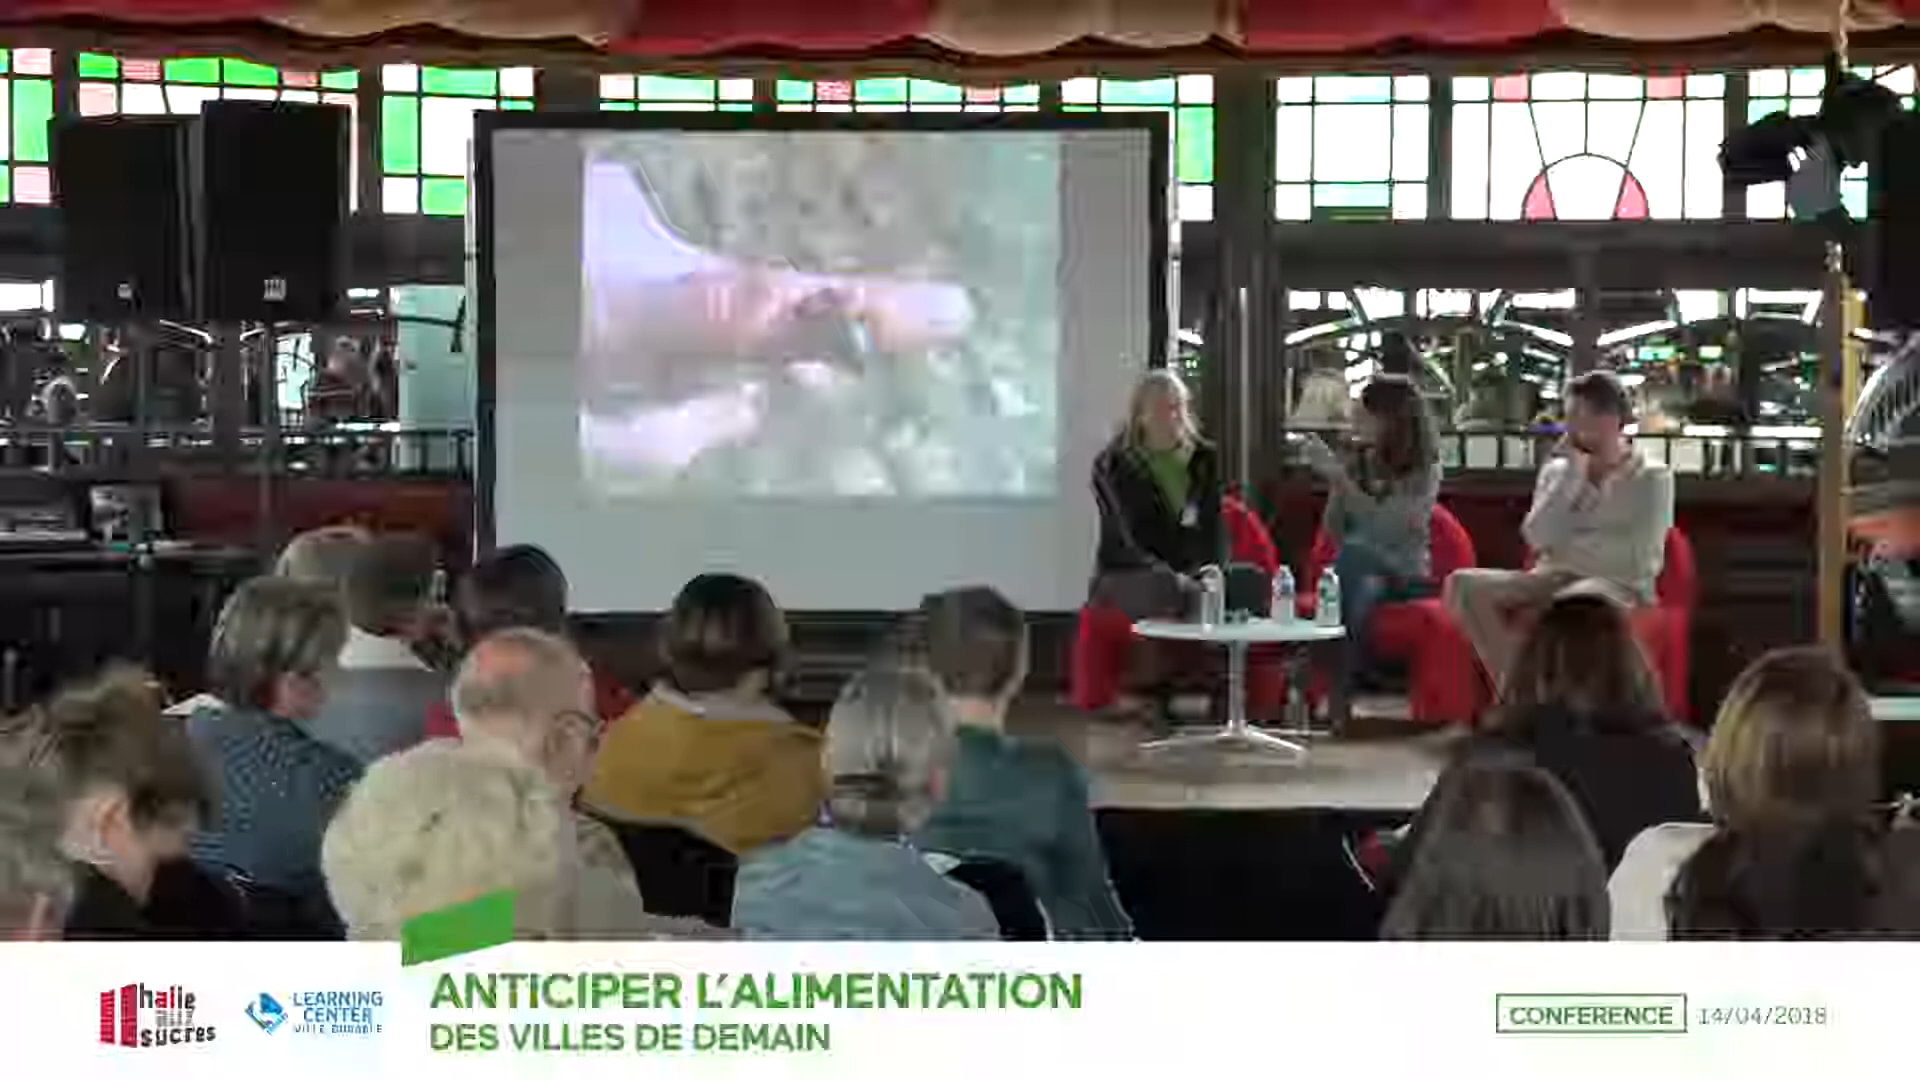 halle
aux
sucres
LEARNING
CENTER
VILLE DURABLE
ANTICIPER L'ALIMENTATION
DES VILLES DE DEMAIN
CONFERENCE
14/04/2018